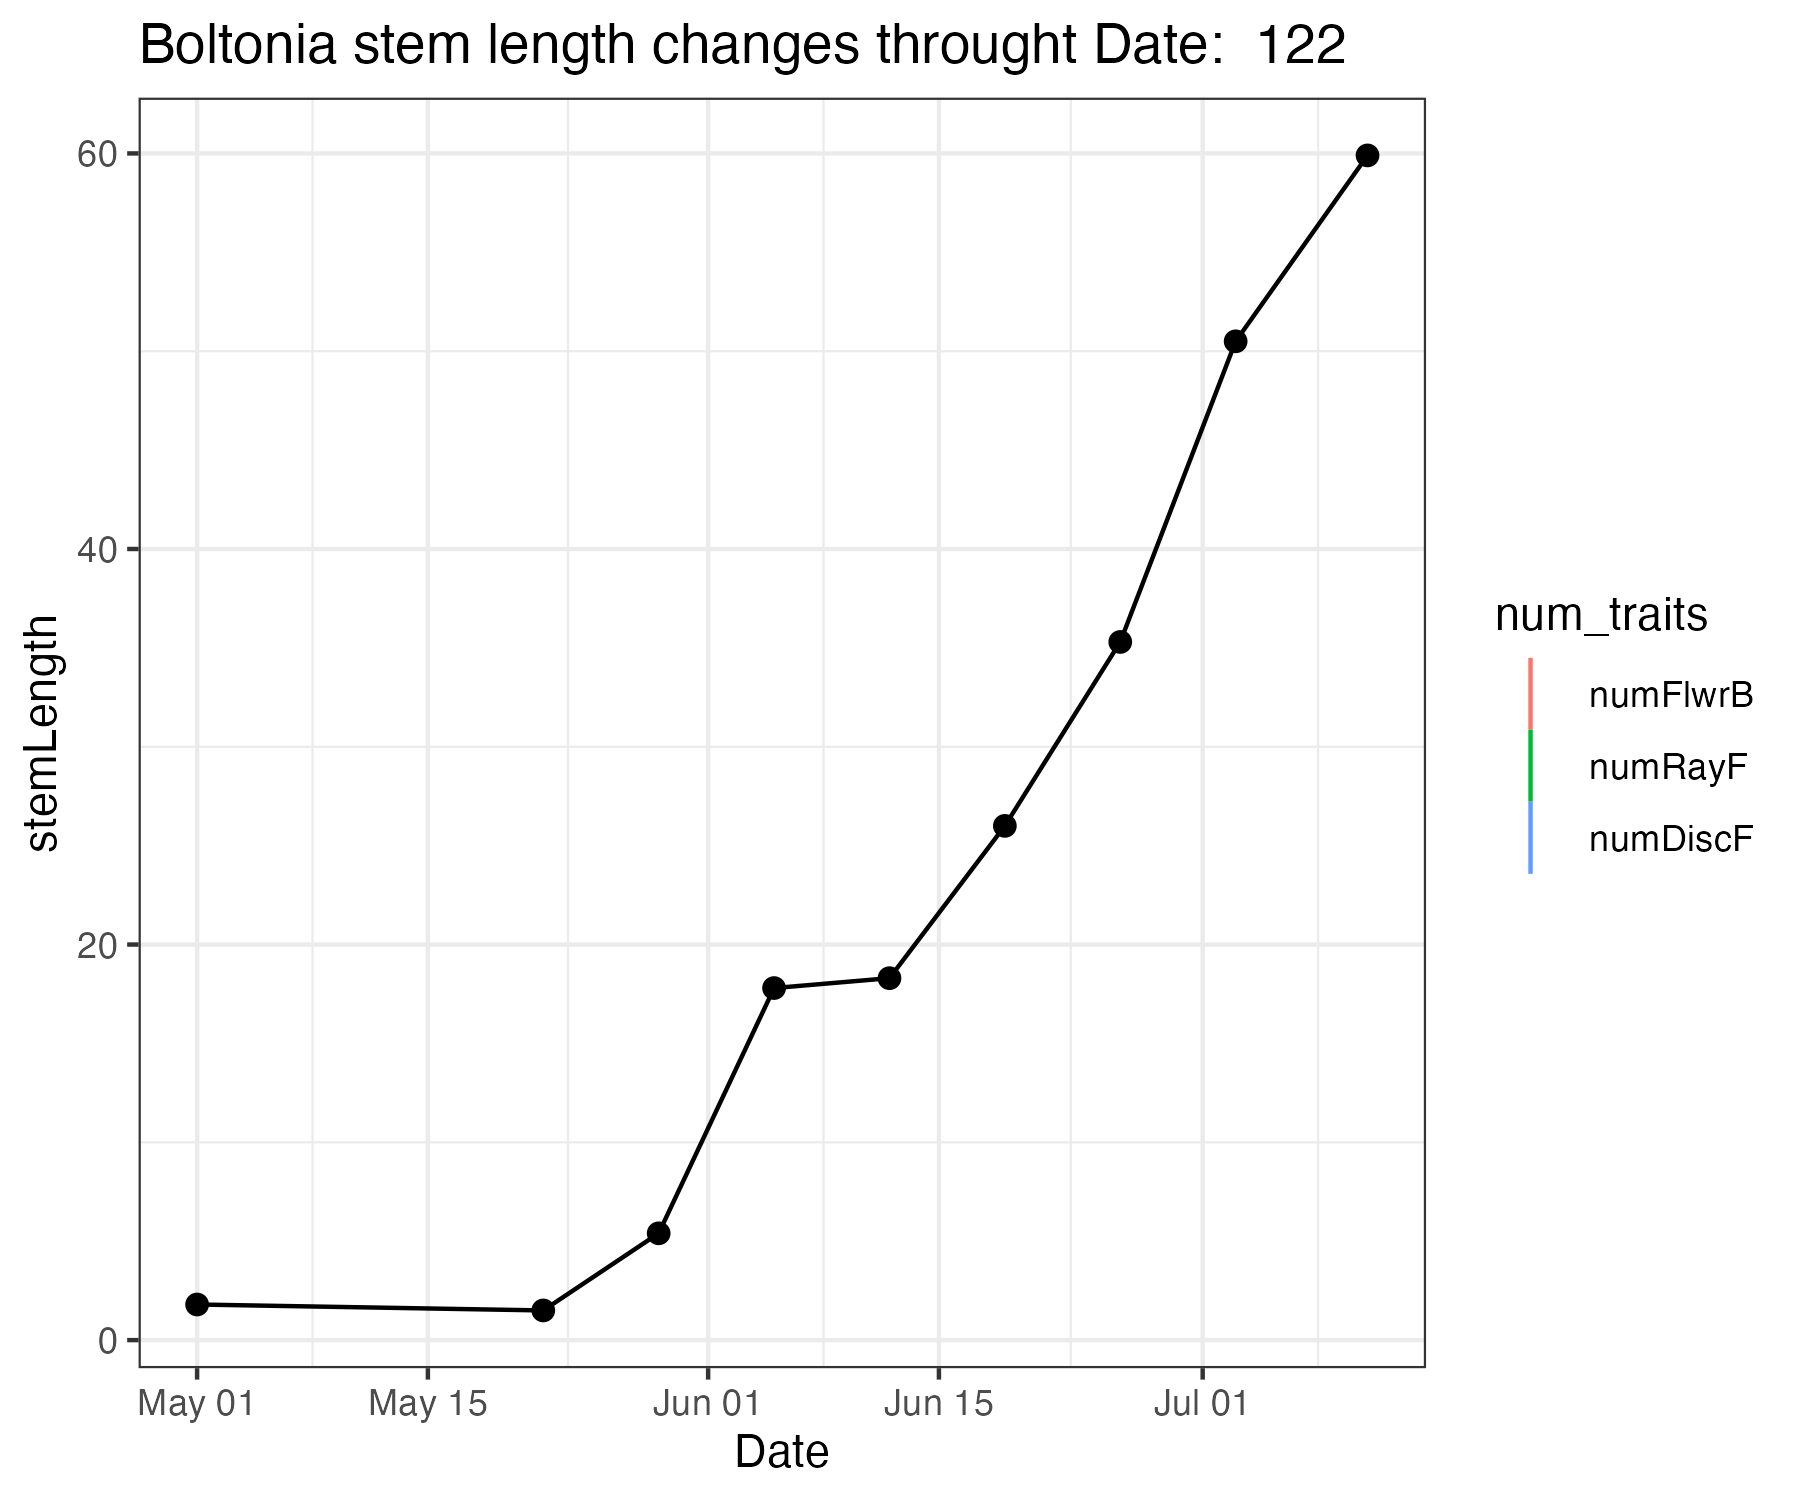 Boltonia stem length changes throught Date:  122
60
40
20
0
stemLength
May 01
May 15
Jun 01
Jun 15
Jul 01
Date
num_traits
numFlwrB
numRayF
numDiscF